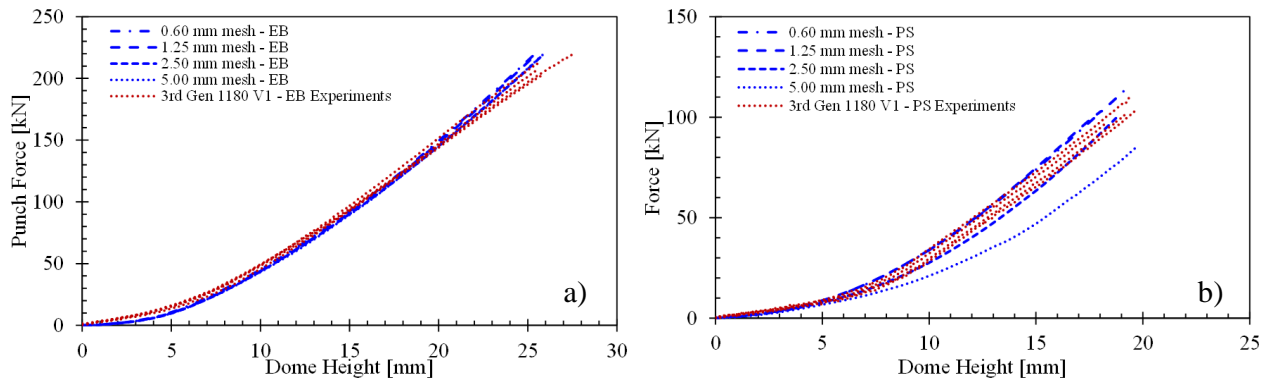 250
200
150
100
50
0
Punch Force [kN]
0.60 mm mesh - EB
1.25 mm mesh - EB
2.50 mm mesh - EB
5.00 mm mesh - EB
3rd Gen 1180 V1 - EB Experiments
a)
0 5 10 15 20 25 30
Dome Height [mm]
150
100
50
0
Force [kN]
0.60 mm mesh - PS
1.25 mm mesh - PS
2.50 mm mesh - PS
5.00 mm mesh - PS
3rd Gen 1180 V1 - PS Experiments
b)
0 5 10 15 20 25
Dome Height [mm]